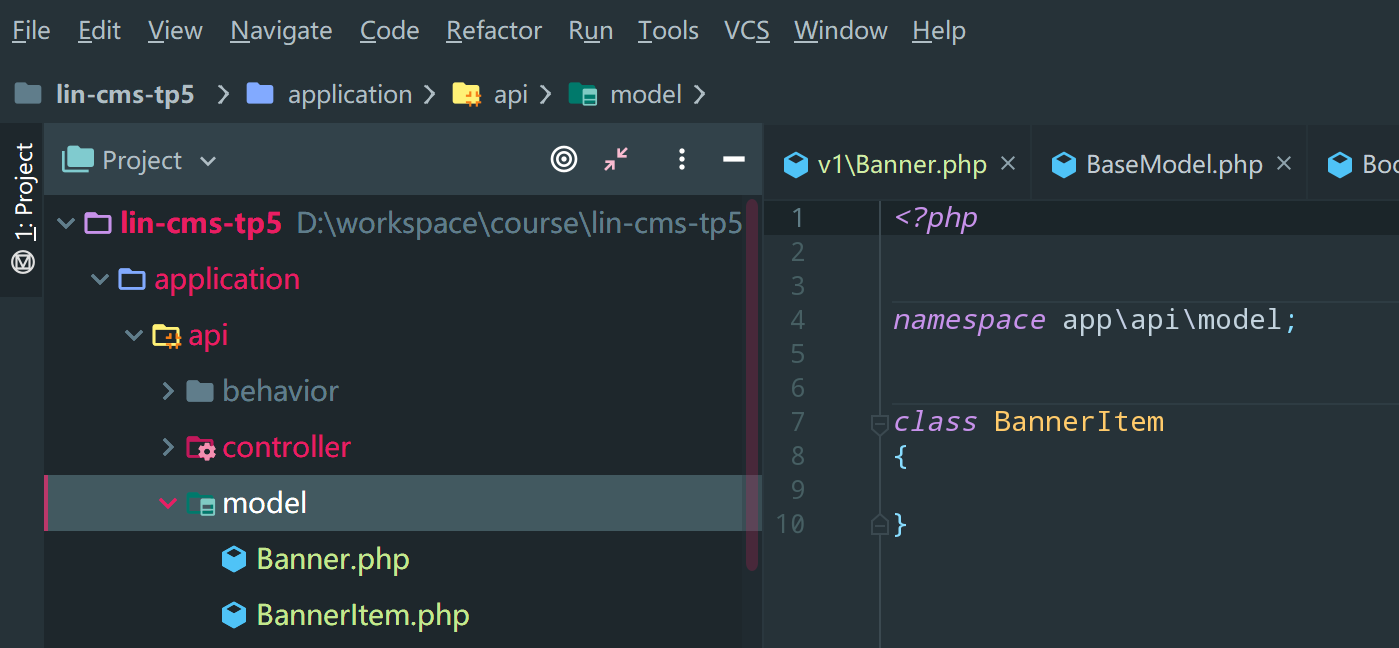 File Edit View Navigate Code Refactor Run Tools VCS Window Help
lin-cms-tp5 application api model
1: Project
Project
lin-cms-tp5 D:\workspace\course\lin-cms-tp5
application
api
behavior
controller
model
Banner.php
BannerItem.php
v1\Banner.php BaseModel.php
1 <?php
2
3
4 namespace app\api\model;
5
6
7 class BannerItem
8 {
9
10 }